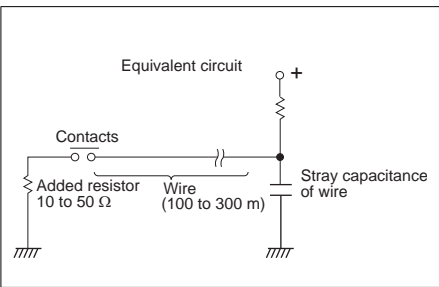 Equivalent circuit
+
Contacts
Added resistor
10 to 50 Ω
Wire
(100 to 300 m)
Stray capacitance
of wire